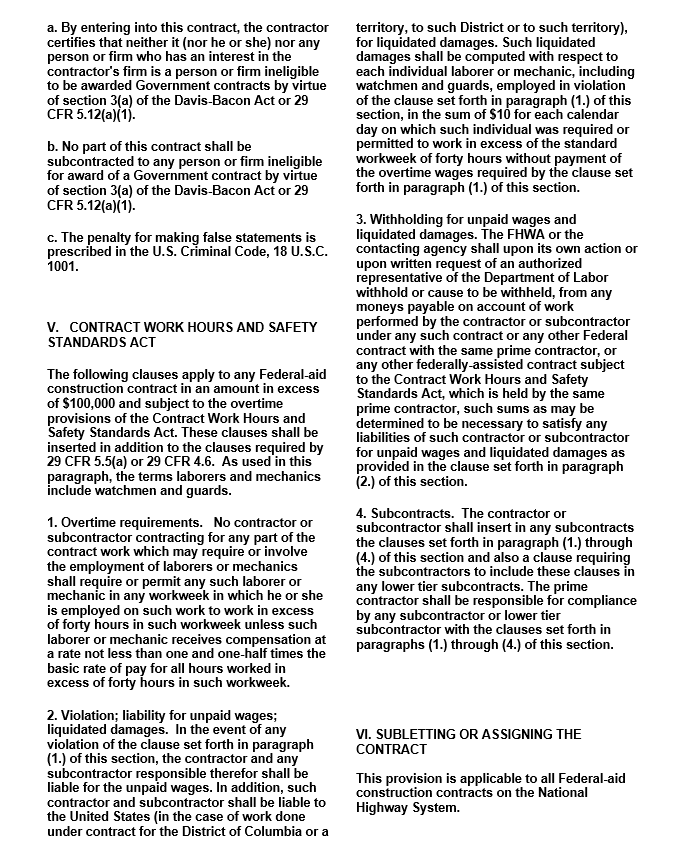 a. By entering into this contract, the contractor
certifies that neither it (nor he or she) nor any
person or firm who has an interest in the
contractor's firm is a person or firm ineligible
to be awarded Government contracts by virtue
of section 3(a) of the Davis-Bacon Act or 29
CFR 5.12(a)(1).
b. No part of this contract shall be
subcontracted to any person or firm ineligible
for award of a Government contract by virtue
of section 3(a) of the Davis-Bacon Act or 29
CFR 5.12(a)(1).
c. The penalty for making false statements is
prescribed in the U.S. Criminal Code, 18 U.S.C.
1001.
V. CONTRACT WORK HOURS AND SAFETY
STANDARDS ACT
The following clauses apply to any Federal-aid
construction contract in an amount in excess
of $100,000 and subject to the overtime
provisions of the Contract Work Hours and
Safety Standards Act. These clauses shall be
inserted in addition to the clauses required by
29 CFR 5.5(a) or 29 CFR 4.6. As used in this
paragraph, the terms laborers and mechanics
include watchmen and guards.
1. Overtime requirements. No contractor or
subcontractor contracting for any part of the
contract work which may require or involve
the employment of laborers or mechanics
shall require or permit any such laborer or
mechanic in any workweek in which he or she
is employed on such work to work in excess
of forty hours in such workweek unless such
laborer or mechanic receives compensation at
a rate not less than one and one-half times the
basic rate of pay for all hours worked in
excess of forty hours in such workweek.
2. Violation; liability for unpaid wages;
liquidated damages. In the event of any
violation of the clause set forth in paragraph
(1.) of this section, the contractor and any
subcontractor responsible therefor shall be
liable for the unpaid wages. In addition, such
contractor and subcontractor shall be liable to
the United States (in the case of work done
under contract for the District of Columbia or a
territory, to such District or to such territory),
for liquidated damages. Such liquidated
damages shall be computed with respect to
each individual laborer or mechanic, including
watchmen and guards, employed in violation
of the clause set forth in paragraph (1.) of this
section, in the sum of $10 for each calendar
day on which such individual was required or
permitted to work in excess of the standard
workweek of forty hours without payment of
the overtime wages required by the clause set
forth in paragraph (1.) of this section.
3. Withholding for unpaid wages and
liquidated damages. The FHWA or the
contacting agency shall upon its own action or
upon written request of an authorized
representative of the Department of Labor
withhold or cause to be withheld, from any
moneys payable on account of work
performed by the contractor or subcontractor
under any such contract or any other Federal
contract with the same prime contractor, or
any other federally-assisted contract subject
to the Contract Work Hours and Safety
Standards Act, which is held by the same
prime contractor, such sums as may be
determined to be necessary to satisfy any
liabilities of such contractor or subcontractor
for unpaid wages and liquidated damages as
provided in the clause set forth in paragraph
(2.) of this section.
4. Subcontracts. The contractor or
subcontractor shall insert in any subcontracts
the clauses set forth in paragraph (1.) through
(4.) of this section and also a clause requiring
the subcontractors to include these clauses in
any lower tier subcontracts. The prime
contractor shall be responsible for compliance
by any subcontractor or lower tier
subcontractor with the clauses set forth in
paragraphs (1.) through (4.) of this section.
VI. SUBLETTING OR ASSIGNING THE
CONTRACT
This provision is applicable to all Federal-aid
construction contracts on the National
Highway System.